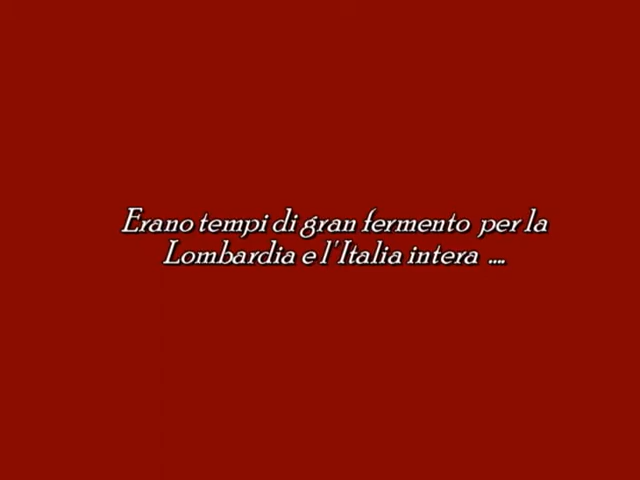 Erano tempi di gran fermento per la
Lombardia e l'Italia intera ....